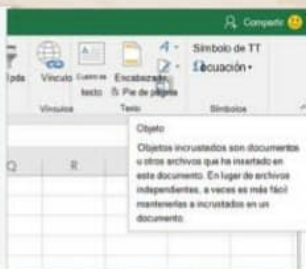 Compartir
Vínculo
Cuadro de texto
Encabezado
& Pie de página
Símbolo de TT
Ecuación
Vínculos
Texto
Símbolos
Q R
Objeto
Objetos incrustados son documentos
u otros archivos que ha insertado en
este documento. En lugar de archivos
independientes, a veces es más fácil
mantenerlas a incrustados en un
documento.